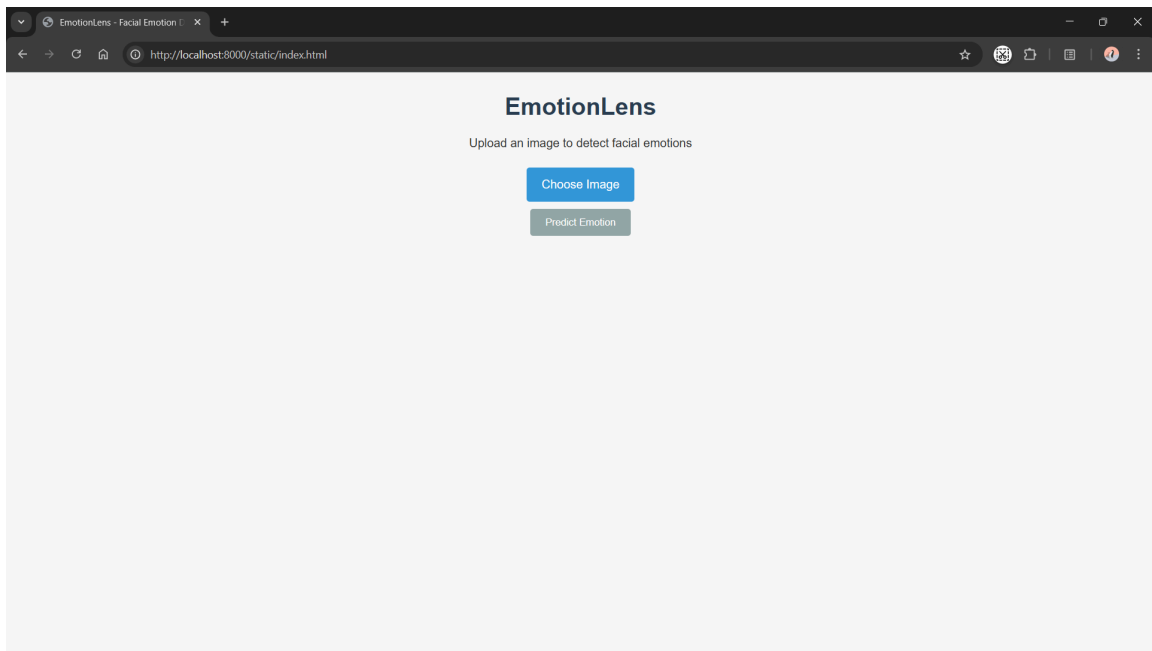 EmotionLens - Facial Emotion D
http://localhost:8000/static/index.html
EmotionLens
Upload an image to detect facial emotions
Choose Image
Predict Emotion